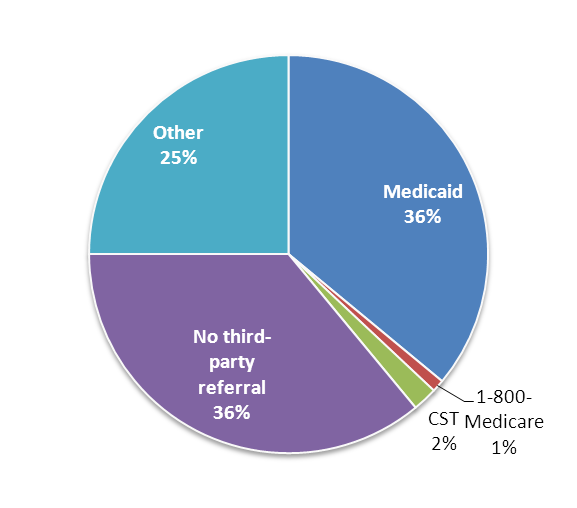 Other
25%
Medicaid
36%
No third-
party
referral
36%
1-800-
Medicare
1%
CST
2%